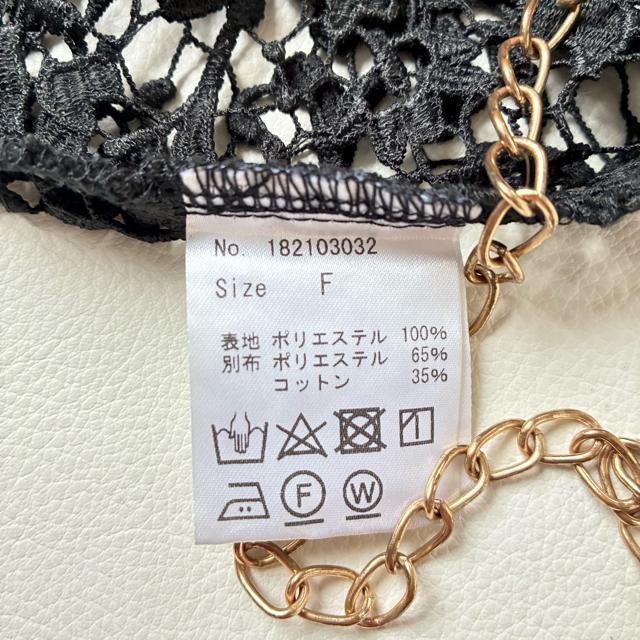 No. 182103032
Size F
表地 ポリエステル 100%
別布 ポリエステル 65%
コットン 35%
F W